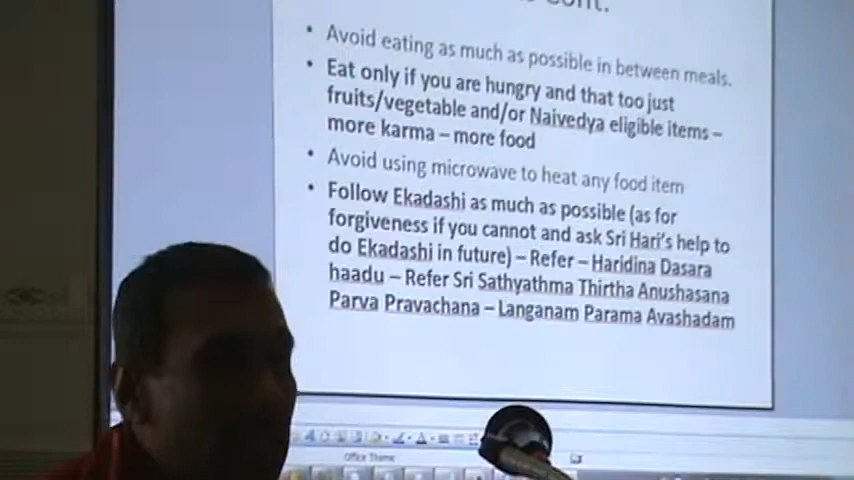 Cont.
• Avoid eating as much as possible in between meals.
• Eat only if you are hungry and that too just
fruits/vegetable and/or Naivedya eligible items –
more karma – more food
• Avoid using microwave to heat any food item
• Follow Ekadashi as much as possible (as for
forgiveness if you cannot and ask Sri Hari's help to
do Ekadashi in future) – Refer – Haridina Dasara
haadu – Refer Sri Sathyathma Thirtha Anushasana
Parva Pravachana – Langanam Parama Avashadam
Office Theme